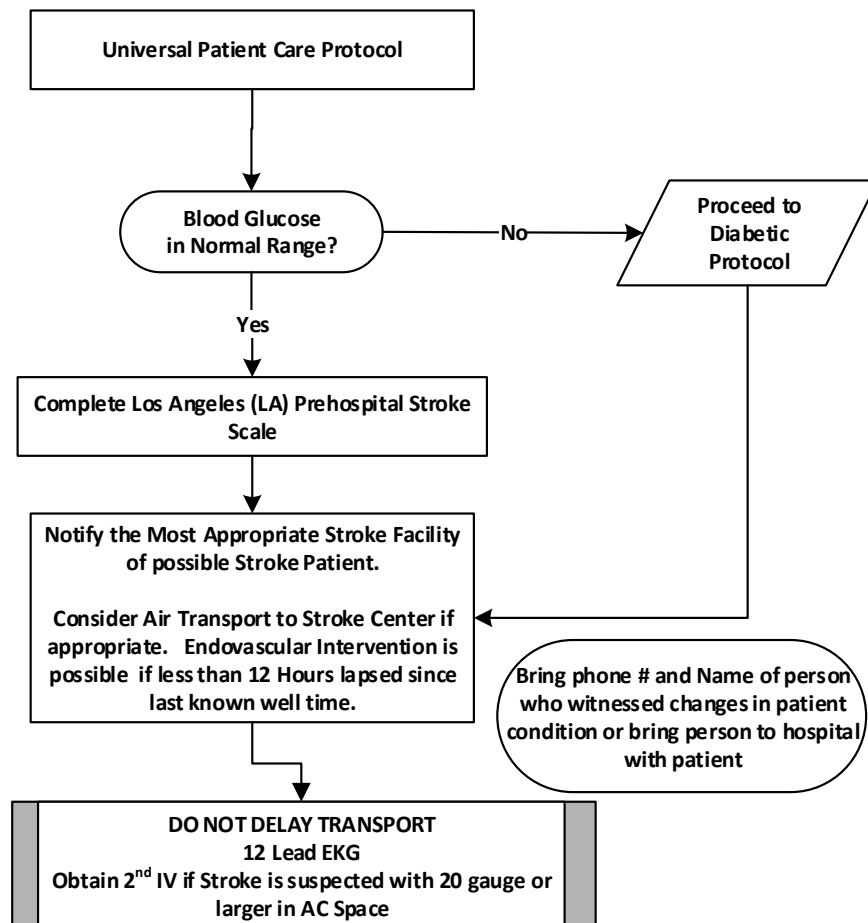 Universal Patient Care Protocol
Blood Glucose
in Normal Range?
No
Proceed to
Diabetic
Protocol
Yes
Complete Los Angeles (LA) Prehospital Stroke
Scale
Notify the Most Appropriate Stroke Facility
of possible Stroke Patient.
Consider Air Transport to Stroke Center if
appropriate. Endovascular Intervention is
possible if less than 12 Hours lapsed since
last known well time.
Bring phone # and Name of person
who witnessed changes in patient
condition or bring person to hospital
with patient
DO NOT DELAY TRANSPORT
12 Lead EKG
Obtain 2nd IV if Stroke is suspected with 20 gauge or
larger in AC Space